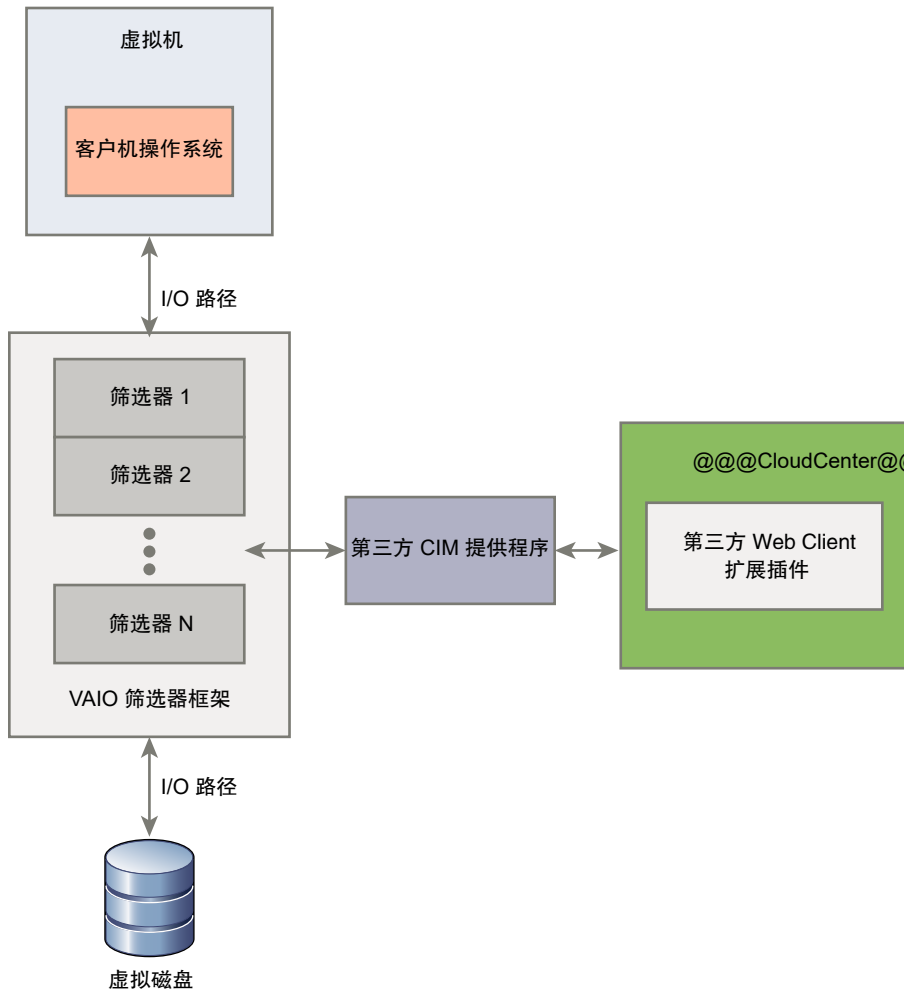 虚拟机
客户机操作系统
I/O 路径
筛选器 1
筛选器 2
筛选器 N
VAIO 筛选器框架
第三方 CIM 提供程序
@@@CloudCenter@@
第三方 Web Client
扩展插件
I/O 路径
虚拟磁盘